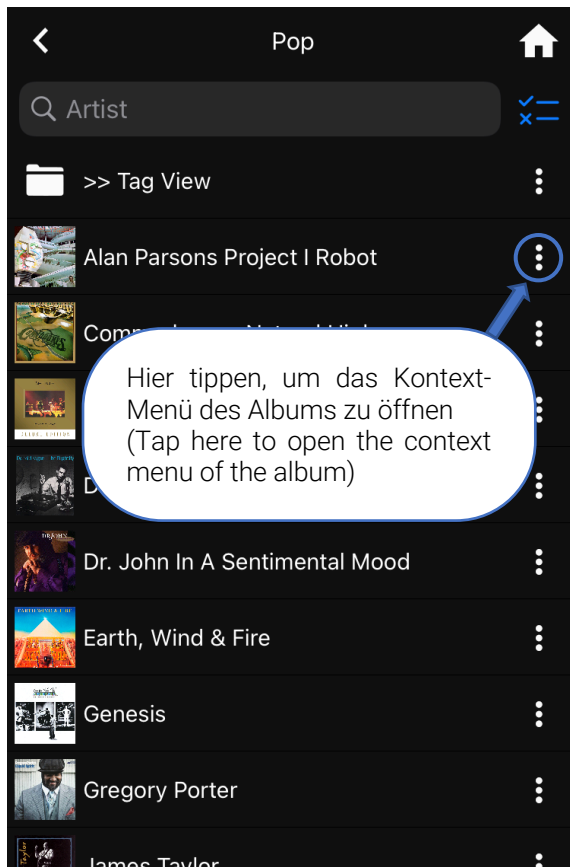 Pop
Artist
>> Tag View
Alan Parsons Project I Robot
Hier tippen, um das Kontext-
Menü des Albums zu öffnen
(Tap here to open the context
menu of the album)
Dr. John In A Sentimental Mood
Earth, Wind & Fire
Genesis
Gregory Porter
James Taylor